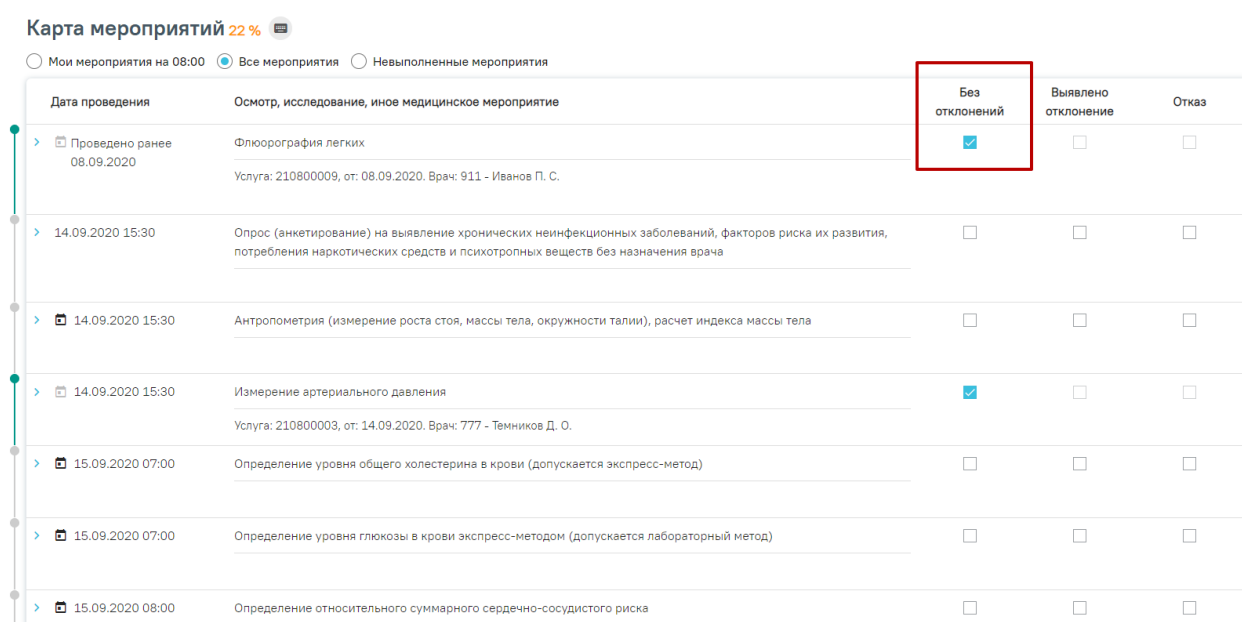 Карта мероприятий 22 %
Мои мероприятия на 08:00 Все мероприятия Невыполненные мероприятия
Дата проведения Осмотр, исследование, иное медицинское мероприятие Без отклонений Выявлено отклонение Отказ
Проведено ранее 08.09.2020 Флюорография легких
Услуга: 210800009, от: 08.09.2020. Врач: 911 - Иванов П. С.
14.09.2020 15:30 Опрос (анкетирование) на выявление хронических неинфекционных заболеваний, факторов риска их развития,
потребления наркотических средств и психотропных веществ без назначения врача
14.09.2020 15:30 Антропометрия (измерение роста стоя, массы тела, окружности талии), расчет индекса массы тела
14.09.2020 15:30 Измерение артериального давления
Услуга: 210800003, от: 14.09.2020. Врач: 777 - Темников Д. О.
15.09.2020 07:00 Определение уровня общего холестерина в крови (допускается экспресс-метод)
15.09.2020 07:00 Определение уровня глюкозы в крови экспресс-методом (допускается лабораторный метод)
15.09.2020 08:00 Определение относительного суммарного сердечно-сосудистого риска